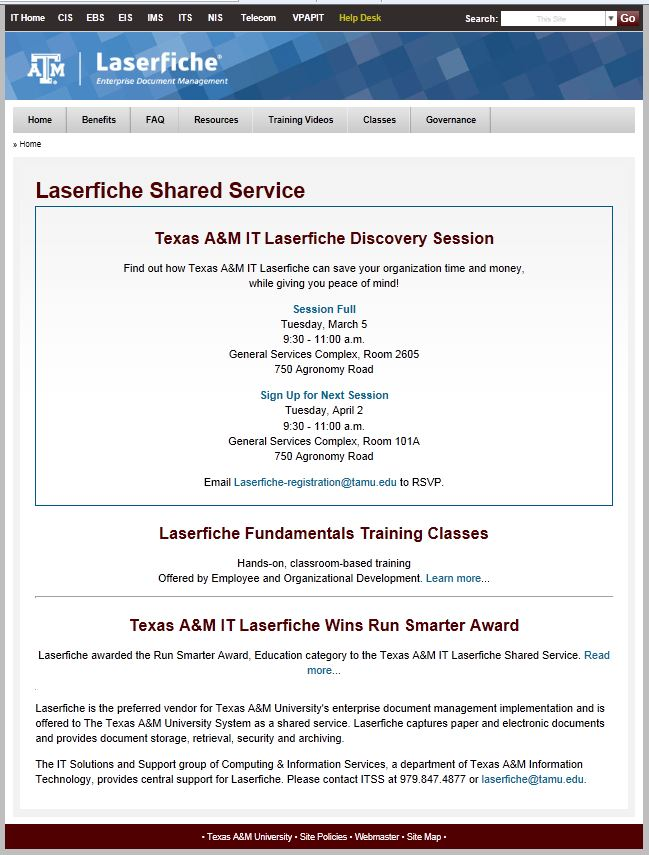 IT Home CIS EBS EIS IMS ITS NIS Telecom VPAPIT Help Desk Search: This Site Go
ATM Laserfiche®
Enterprise Document Management
Home Benefits FAQ Resources Training Videos Classes Governance
» Home
Laserfiche Shared Service
Texas A&M IT Laserfiche Discovery Session
Find out how Texas A&M IT Laserfiche can save your organization time and money,
while giving you peace of mind!
Session Full
Tuesday, March 5
9:30 - 11:00 a.m.
General Services Complex, Room 2605
750 Agronomy Road
Sign Up for Next Session
Tuesday, April 2
9:30 - 11:00 a.m.
General Services Complex, Room 101A
750 Agronomy Road
Email Laserfiche-registration@tamu.edu to RSVP.
Laserfiche Fundamentals Training Classes
Hands-on, classroom-based training
Offered by Employee and Organizational Development. Learn more...
Texas A&M IT Laserfiche Wins Run Smarter Award
Laserfiche awarded the Run Smarter Award, Education category to the Texas A&M IT Laserfiche Shared Service. Read
more...
Laserfiche is the preferred vendor for Texas A&M University's enterprise document management implementation and is
offered to The Texas A&M University System as a shared service. Laserfiche captures paper and electronic documents
and provides document storage, retrieval, security and archiving.
The IT Solutions and Support group of Computing & Information Services, a department of Texas A&M Information
Technology, provides central support for Laserfiche. Please contact ITSS at 979.847.4877 or laserfiche@tamu.edu.
• Texas A&M University • Site Policies • Webmaster • Site Map •